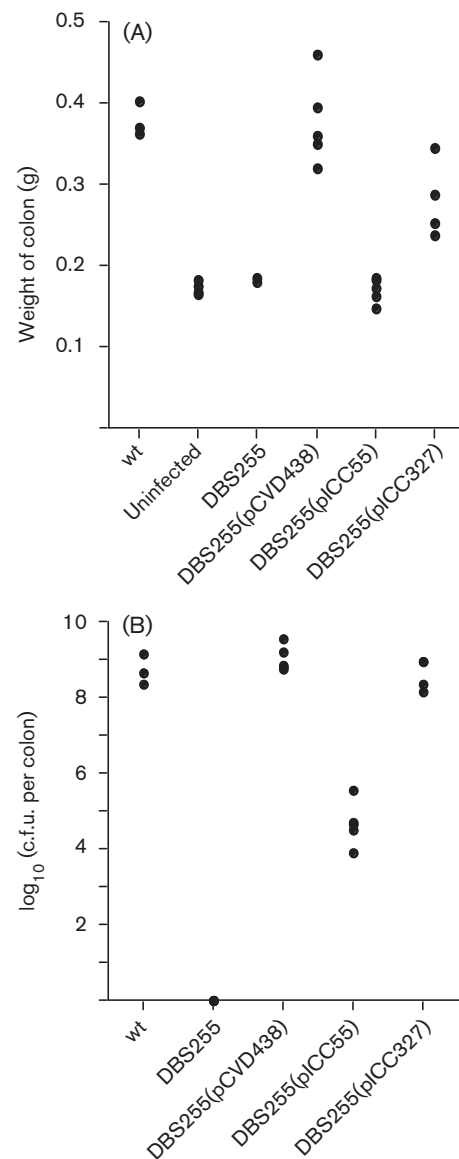 (A)
0.5
0.4
0.3
0.2
0.1
Weight of colon (g)
wt
Uninfected
DBS255
DBS255(pCVD438)
DBS255(pICC55)
DBS255(pICC327)
(B)
10
8
6
4
2
log10 (c.f.u. per colon)
wt
DBS255
DBS255(pCVD438)
DBS255(pICC55)
DBS255(pICC327)